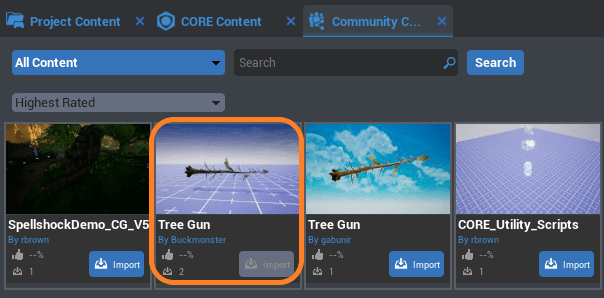 Project Content
CORE Content
Community C...
All Content
Search
Search
Highest Rated
SpellshockDemo_CG_V5
By rbrown
--%
1
Import
Tree Gun
By Buckmonster
--%
2
Import
Tree Gun
By gabunir
--%
1
Import
CORE_Utility_Scripts
By rbrown
--%
1
Import